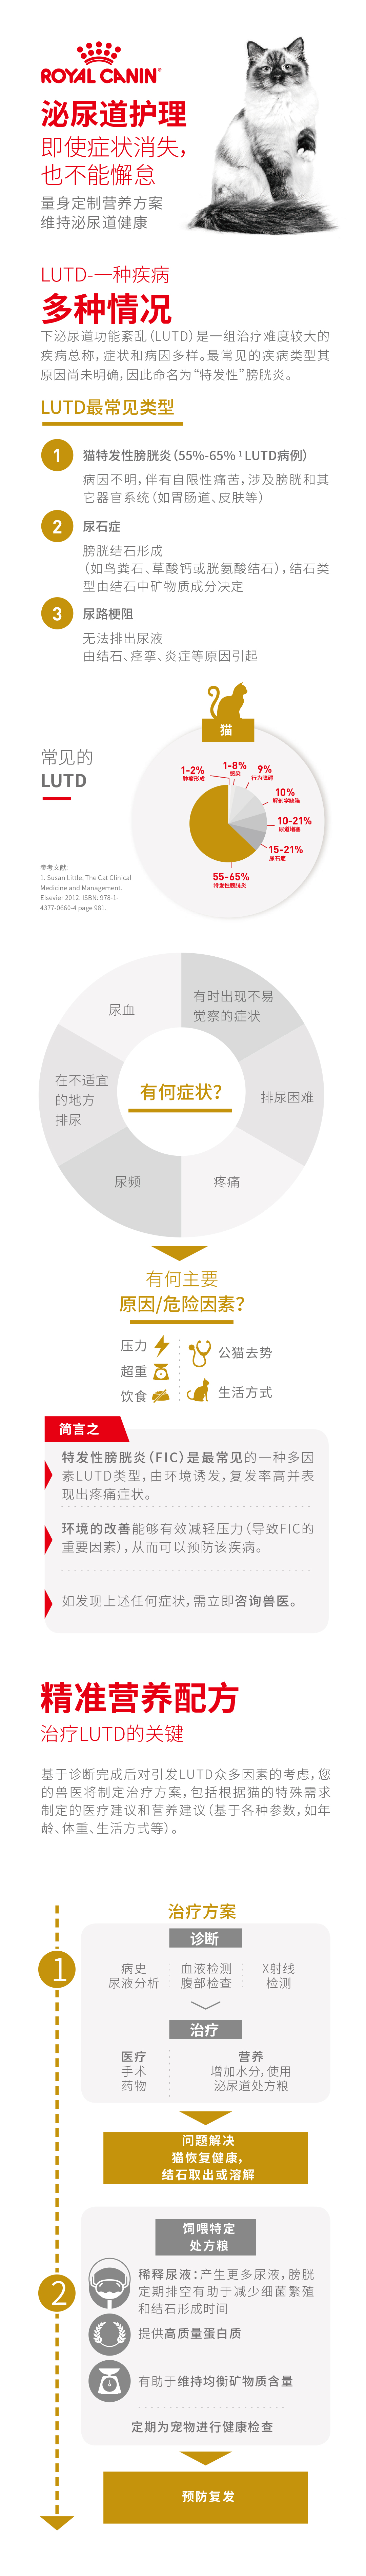 ROYAL CANIN®
泌尿道护理
即使症状消失，
也不能懈怠
量身定制营养方案
维持泌尿道健康
LUTD-一种疾病
多种情况
下泌尿道功能紊乱（LUTD）是一组治疗难度较大的
疾病总称，症状和病因多样。最常见的疾病类型其
原因尚未明确，因此命名为“特发性”膀胱炎。
LUTD最常见类型
1
猫特发性膀胱炎（55%-65% ¹ LUTD病例）
病因不明，伴有自限性痛苦，涉及膀胱和其
它器官系统（如胃肠道、皮肤等）
2
尿石症
膀胱结石形成
（如鸟粪石、草酸钙或胱氨酸结石），结石类
型由结石中矿物质成分决定
3
尿路梗阻
无法排出尿液
由结石、痉挛、炎症等原因引起
猫
常见的
LUTD
1-2%
肿瘤形成
1-8%
感染
9%
行为障碍
10%
解剖学缺陷
10-21%
尿道堵塞
15-21%
尿石症
55-65%
特发性膀胱炎
参考文献：
1. Susan Little, The Cat Clinical
Medicine and Management.
Elsevier 2012. ISBN: 978-1-
4377-0660-4 page 981.
尿血
有时出现不易
觉察的症状
在不适宜
的地方
排尿
有何症状？
排尿困难
尿频
疼痛
有何主要
原因/危险因素？
压力
公猫去势
超重
饮食
生活方式
简言之
特发性膀胱炎（FIC）是最常见的一种多因
素LUTD类型，由环境诱发，复发率高并表
现出疼痛症状。
环境的改善能够有效减轻压力（导致FIC的
重要因素），从而可以预防该疾病。
如发现上述任何症状，需立即咨询兽医。
精准营养配方
治疗LUTD的关键
基于诊断完成后对引发LUTD众多因素的考虑，您
的兽医将制定治疗方案，包括根据猫的特殊需求
制定的医疗建议和营养建议（基于各种参数，如年
龄、体重、生活方式等）。
治疗方案
1
诊断
病史
尿液分析
血液检测
腹部检查
X射线
检测
治疗
医疗
手术
药物
营养
增加水分，使用
泌尿道处方粮
问题解决
猫恢复健康，
结石取出或溶解
2
饲喂特定
处方粮
稀释尿液：产生更多尿液，膀胱
定期排空有助于减少细菌繁殖
和结石形成时间
提供高质量蛋白质
有助于维持均衡矿物质含量
定期为宠物进行健康检查
预防复发